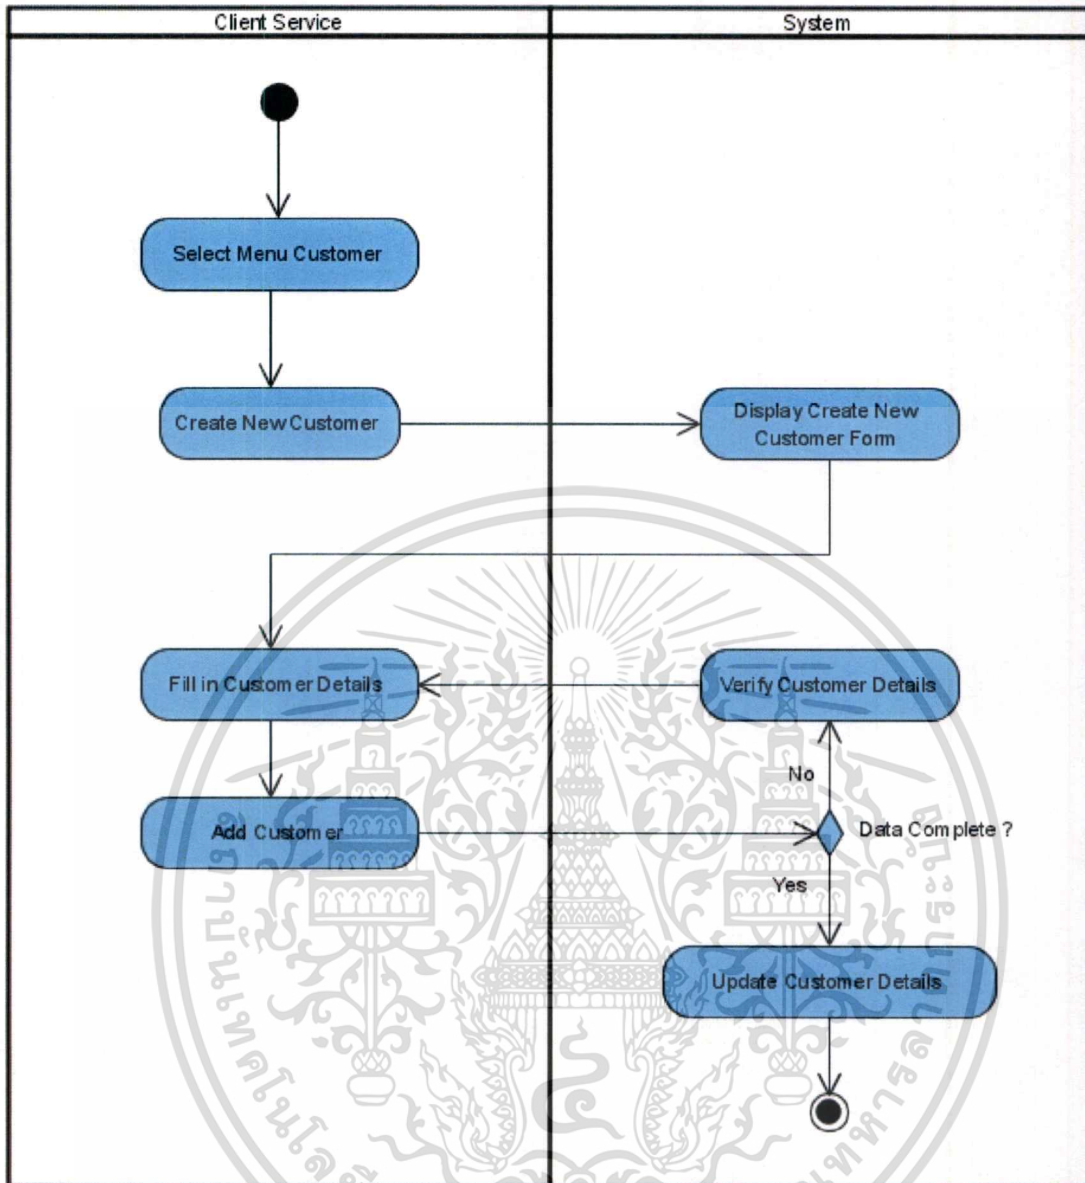 Client Service
System
Select Menu Customer
Create New Customer
Display Create New
Customer Form
Fill in Customer Details
Verify Customer Details
No
Add Customer
Data Complete ?
Yes
Update Customer Details